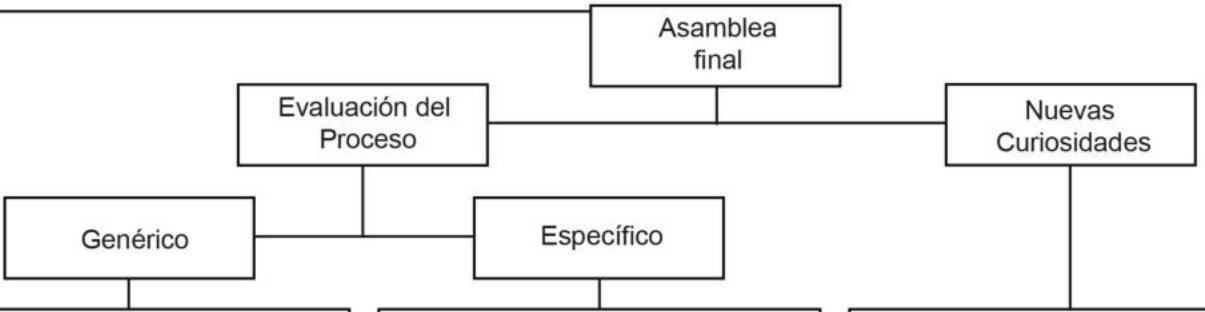 Asamblea
final
Evaluación del
Proceso
Nuevas
Curiosidades
Genérico
Específico